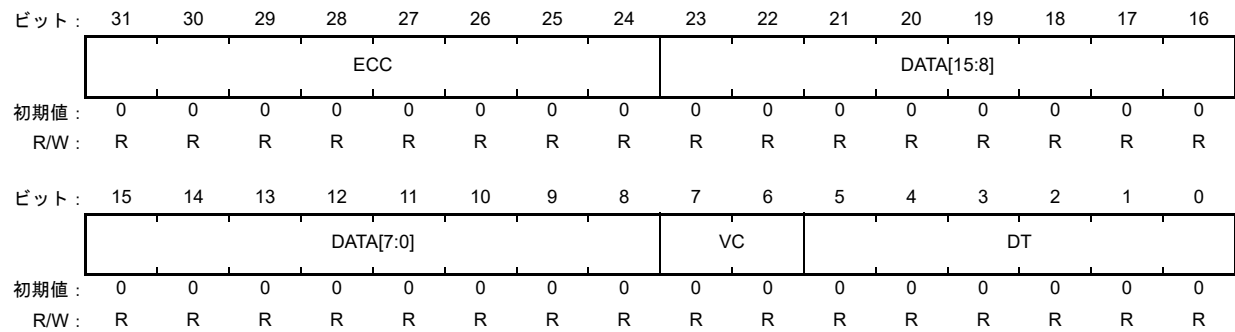 ビット： 31 30 29 28 27 26 25 24 23 22 21 20 19 18 17 16
ECC DATA[15:8]
初期値： 0 0 0 0 0 0 0 0 0 0 0 0 0 0 0 0
R/W： R R R R R R R R R R R R R R R R
ビット： 15 14 13 12 11 10 9 8 7 6 5 4 3 2 1 0
DATA[7:0] VC DT
初期値： 0 0 0 0 0 0 0 0 0 0 0 0 0 0 0 0
R/W： R R R R R R R R R R R R R R R R